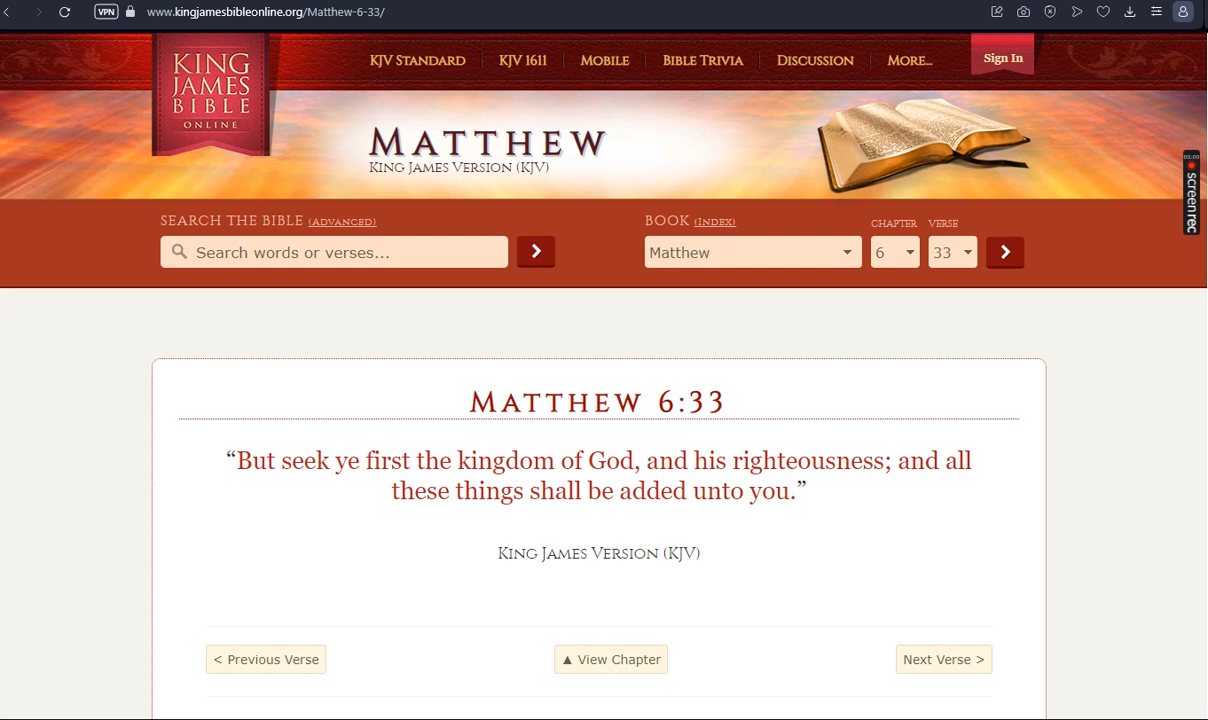 VPN www.kingjamesbibleonline.org/Matthew-6-33/
KING
JAMES
BIBLE
ONLINE
KJV Standard KJV 1611 Mobile Bible Trivia Discussion More... Sign In
Matthew
King James Version (KJV)
00:00
screenrec
SEARCH THE BIBLE (Advanced) BOOK (Index) CHAPTER VERSE
Search words or verses... Matthew 6 33
Matthew 6:33
“But seek ye first the kingdom of God, and his righteousness; and all
these things shall be added unto you.”
King James Version (KJV)
< Previous Verse ▲ View Chapter Next Verse >